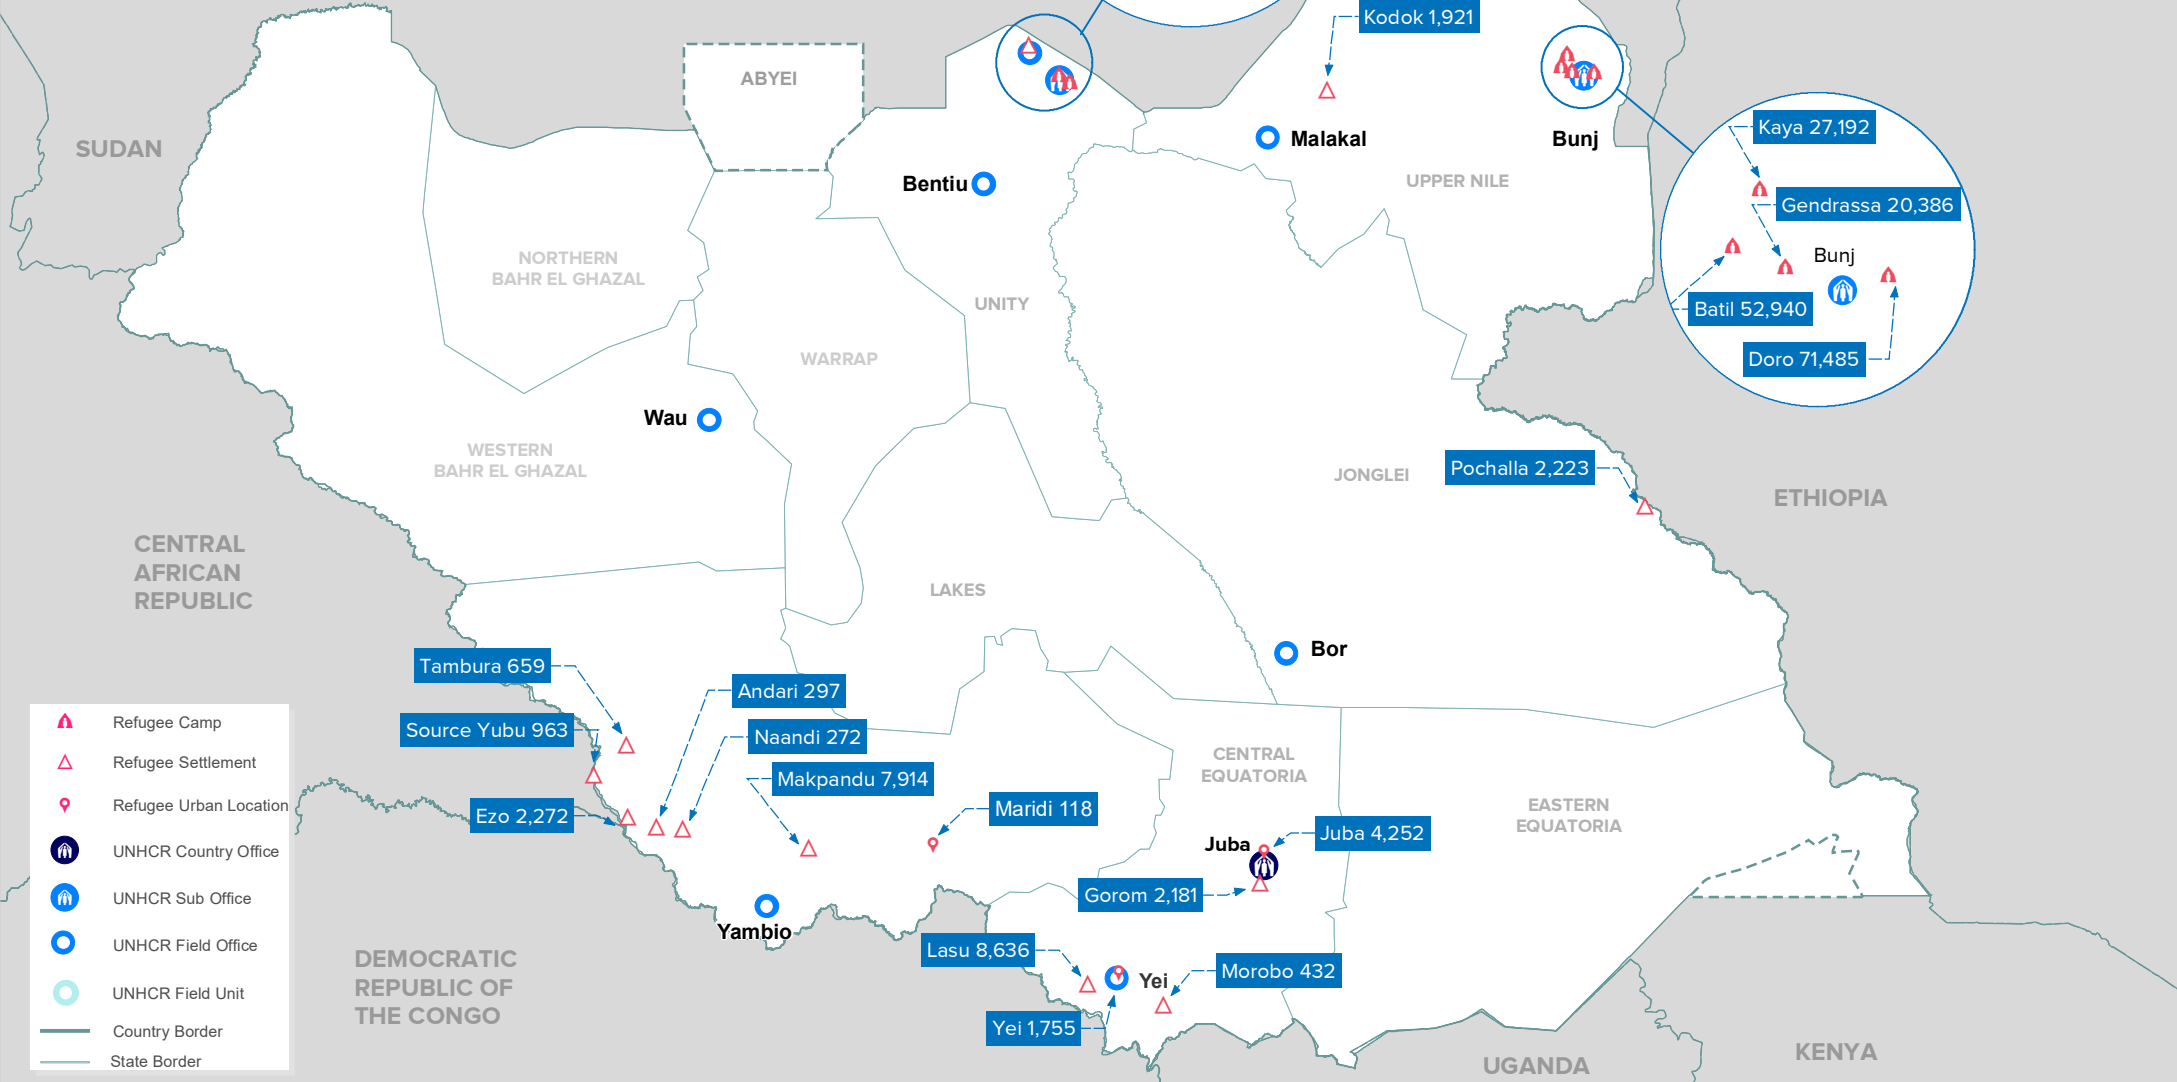 Kodok 1,921
ABYEI
SUDAN
Malakal
Bunj
Kaya 27,192
Bentiu
UPPER NILE
Gendrassa 20,386
NORTHERN
BAHR EL GHAZAL
Bunj
UNITY
Batil 52,940
WARRAP
Doro 71,485
Wau
WESTERN
BAHR EL GHAZAL
JONGLEI
Pochalla 2,223
ETHIOPIA
CENTRAL
AFRICAN
REPUBLIC
LAKES
Bor
Tambura 659
Andari 297
Source Yubu 963
Naandi 272
Makpandu 7,914
CENTRAL
EQUATORIA
Ezo 2,272
Maridi 118
EASTERN
EQUATORIA
Juba
Juba 4,252
Gorom 2,181
Yambio
Lasu 8,636
Yei
Morobo 432
Yei 1,755
DEMOCRATIC
REPUBLIC OF
THE CONGO
UGANDA
KENYA
Refugee Camp
Refugee Settlement
Refugee Urban Location
UNHCR Country Office
UNHCR Sub Office
UNHCR Field Office
UNHCR Field Unit
Country Border
State Border